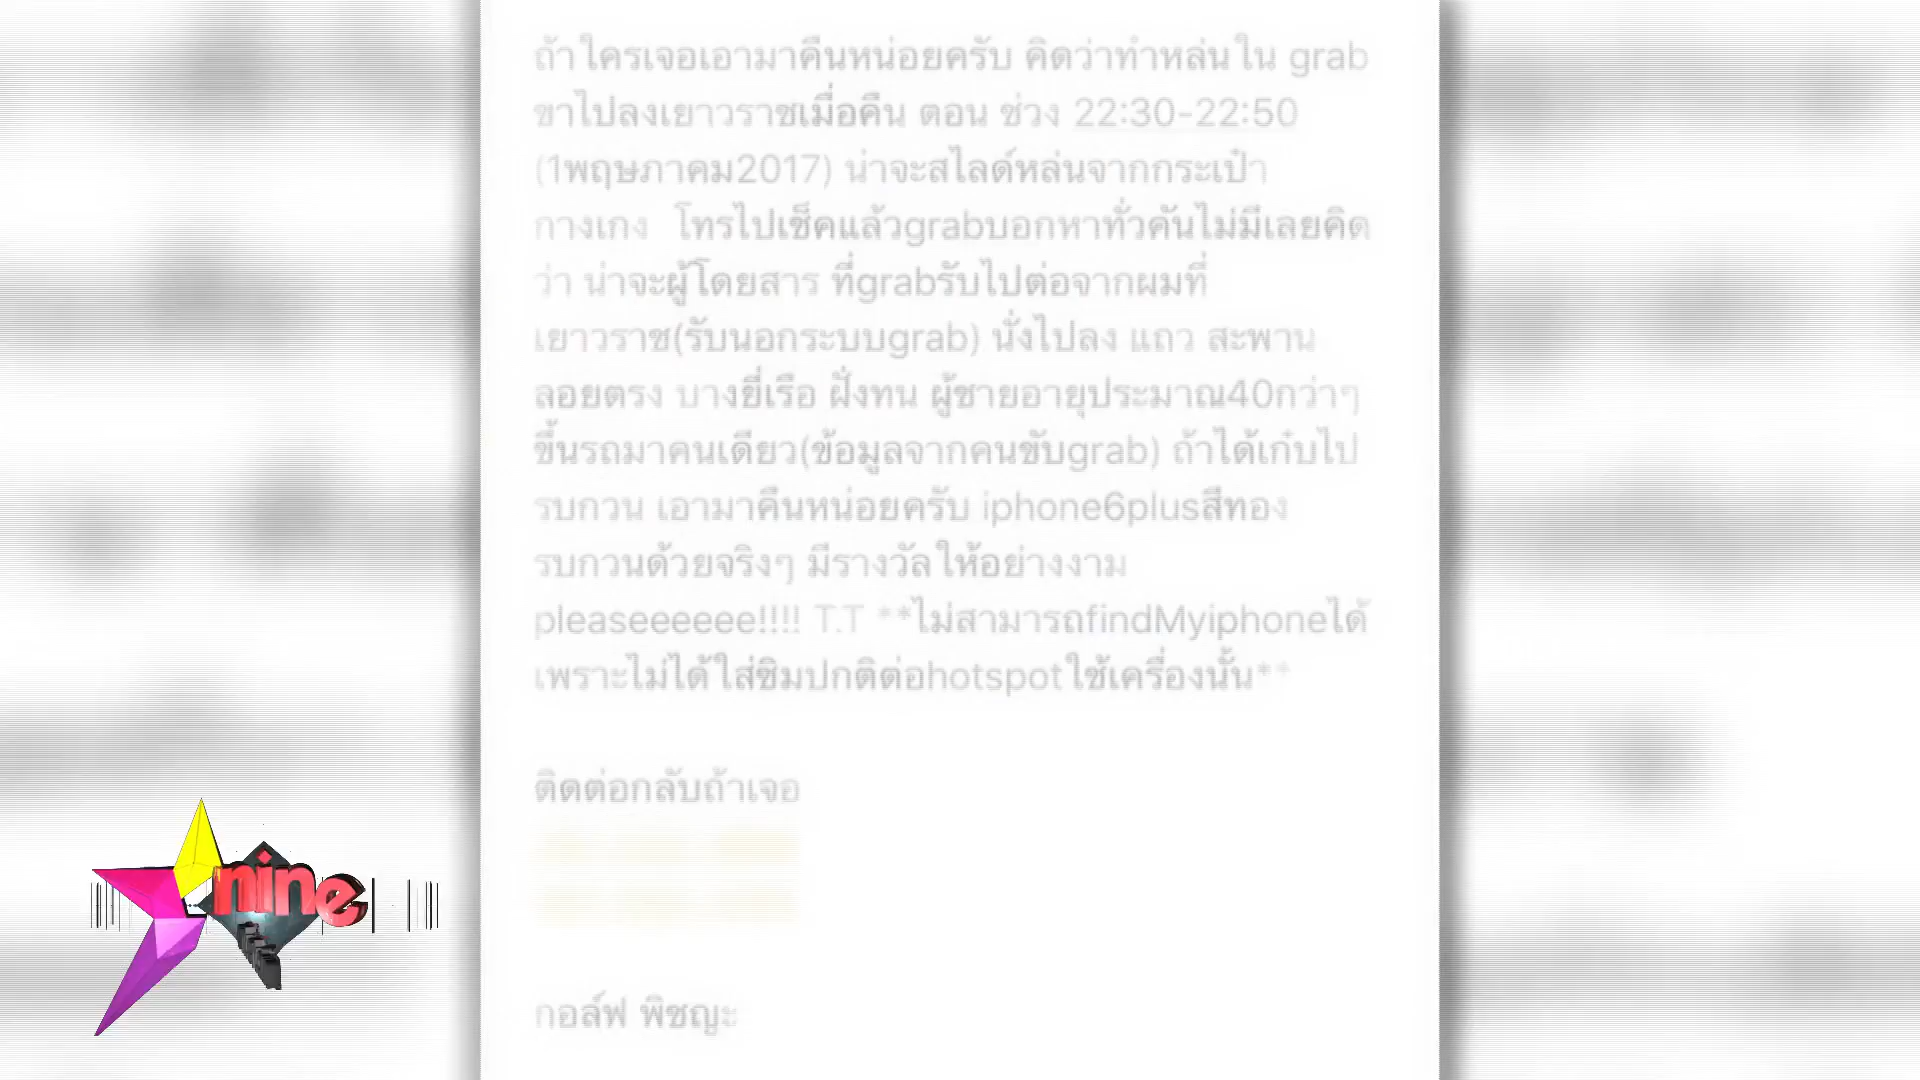 ถ้าใครเจอเอามาคืนหน่อยครับ คิดว่าทำหล่นใน grab
ขาไปลงเยาวราชเมื่อคืน ตอน ช่วง 22:30-22:50
(1พฤษภาคม2017) น่าจะสไลด์หล่นจากกระเป๋า
กางเกง โทรไปเช็คแล้วgrabบอกหาทั่วคันไม่มีเลยคิด
ว่า น่าจะผู้โดยสาร ที่grabรับไปต่อจากผมที่
เยาวราช(รับนอกระบบgrab) นั่งไปลง แถว สะพาน
ลอยตรง บางยี่เรือ ฝั่งทน ผู้ชายอายุประมาณ40กว่าๆ
ขึ้นรถมาคนเดียว(ข้อมูลจากคนขับgrab) ถ้าได้เก็บไป
รบกวน เอามาคืนหน่อยครับ iphone6plusสีทอง
รบกวนด้วยจริงๆ มีรางวัลให้อย่างงาม
pleaseeeeee!!!! T.T **ไม่สามารถfindMyiphoneได้
เพราะไม่ได้ใส่ซิมปกติต่อhotspotใช้เครื่องนั้น**
ติดต่อกลับถ้าเจอ
กอล์ฟ พิชญะ
nine